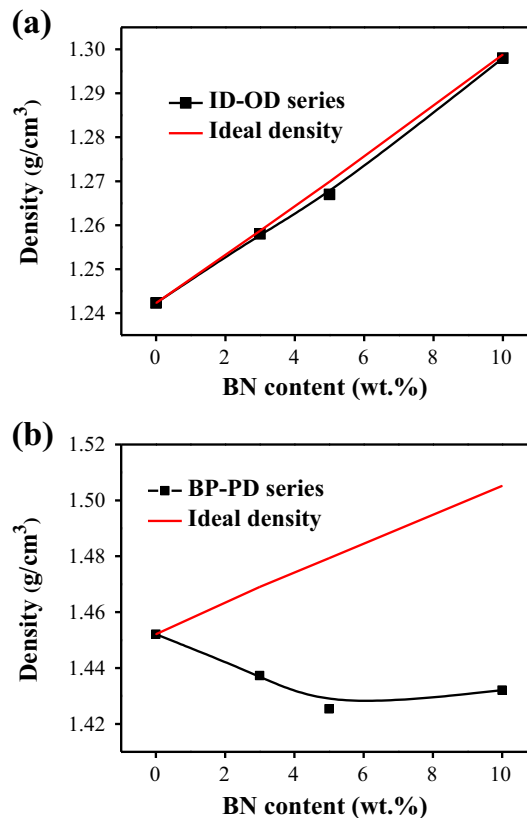 (a)
1.30
1.29
1.28
1.27
1.26
1.25
1.24
Density (g/cm³)
ID-OD series
Ideal density
0 2 4 6 8 10
BN content (wt.%)
(b)
1.52
1.50
1.48
1.46
1.44
1.42
Density (g/cm³)
BP-PD series
Ideal density
0 2 4 6 8 10
BN content (wt.%)